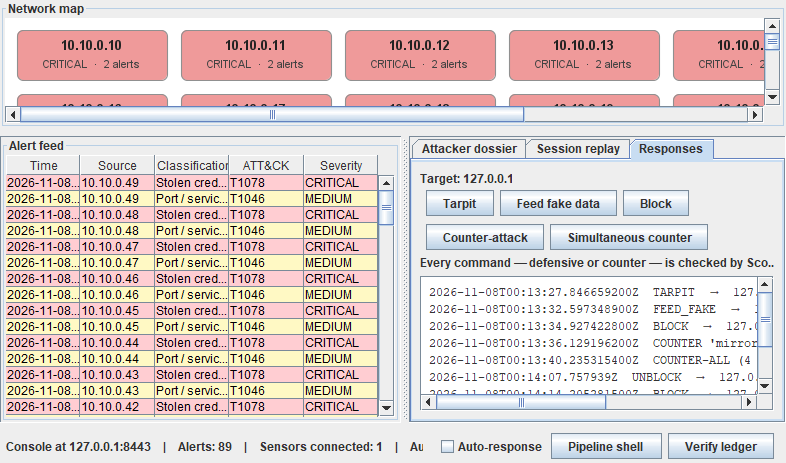 Network map
10.10.0.10 10.10.0.11 10.10.0.12 10.10.0.13 10.10.0.
CRITICAL · 2 alerts CRITICAL · 2 alerts CRITICAL · 2 alerts CRITICAL · 2 alerts CRITICAL · 2
Alert feed
Time Source Classification ATT&CK Severity
2026-11-08... 10.10.0.49 Stolen cred... T1078 CRITICAL
2026-11-08... 10.10.0.49 Port / servic... T1046 MEDIUM
2026-11-08... 10.10.0.48 Stolen cred... T1078 CRITICAL
2026-11-08... 10.10.0.48 Port / servic... T1046 MEDIUM
2026-11-08... 10.10.0.47 Stolen cred... T1078 CRITICAL
2026-11-08... 10.10.0.47 Port / servic... T1046 MEDIUM
2026-11-08... 10.10.0.46 Stolen cred... T1078 CRITICAL
2026-11-08... 10.10.0.46 Port / servic... T1046 MEDIUM
2026-11-08... 10.10.0.45 Stolen cred... T1078 CRITICAL
2026-11-08... 10.10.0.45 Port / servic... T1046 MEDIUM
2026-11-08... 10.10.0.44 Stolen cred... T1078 CRITICAL
2026-11-08... 10.10.0.44 Port / servic... T1046 MEDIUM
2026-11-08... 10.10.0.43 Stolen cred... T1078 CRITICAL
2026-11-08... 10.10.0.43 Port / servic... T1046 MEDIUM
2026-11-08... 10.10.0.42 Stolen cred... T1078 CRITICAL
Attacker dossier Session replay Responses
Target: 127.0.0.1
Tarpit Feed fake data Block
Counter-attack Simultaneous counter
Every command — defensive or counter — is checked by Sco..
2026-11-08T00:13:27.846659200Z TARPIT → 127.
2026-11-08T00:13:32.597348900Z FEED_FAKE →
2026-11-08T00:13:34.927422800Z BLOCK → 127.0
2026-11-08T00:13:36.129196200Z COUNTER 'mirror
2026-11-08T00:13:40.235315400Z COUNTER-ALL (4
2026-11-08T00:14:07.757939Z UNBLOCK → 127.0.
Console at 127.0.0.1:8443 | Alerts: 89 | Sensors connected: 1 | Au Auto-response Pipeline shell Verify ledger